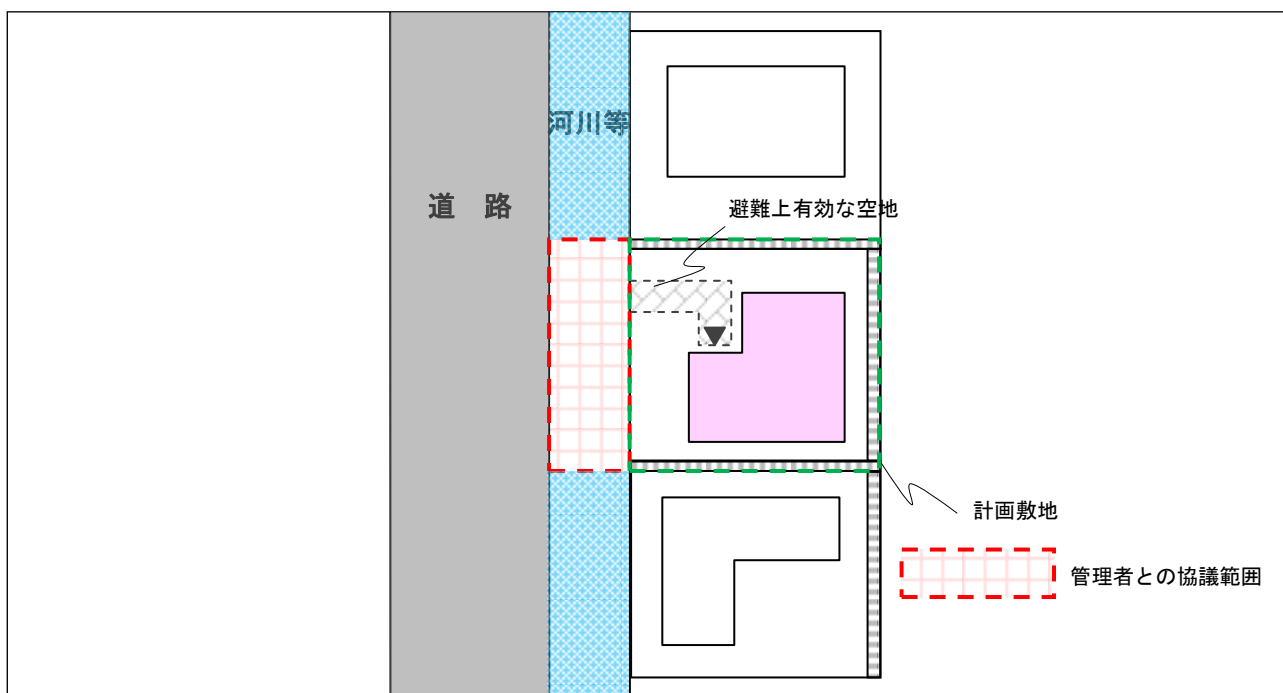 河川等
道　路
避難上有効な空地
計画敷地
管理者との協議範囲